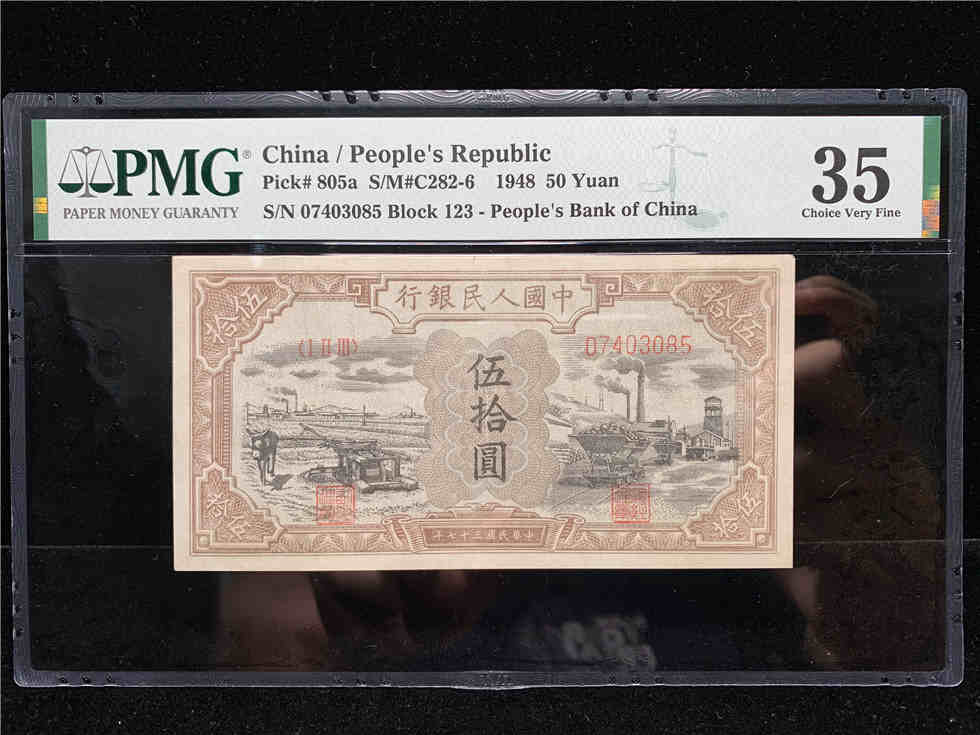 PMG®
PAPER MONEY GUARANTY
China / People's Republic
Pick# 805a S/M#C282-6 1948 50 Yuan
S/N 07403085 Block 123 - People's Bank of China
35
Choice Very Fine
行銀民人國中
拾伍
拾伍
(I II III)
07403085
伍拾圓
拾伍
拾伍
年七十三國民華中